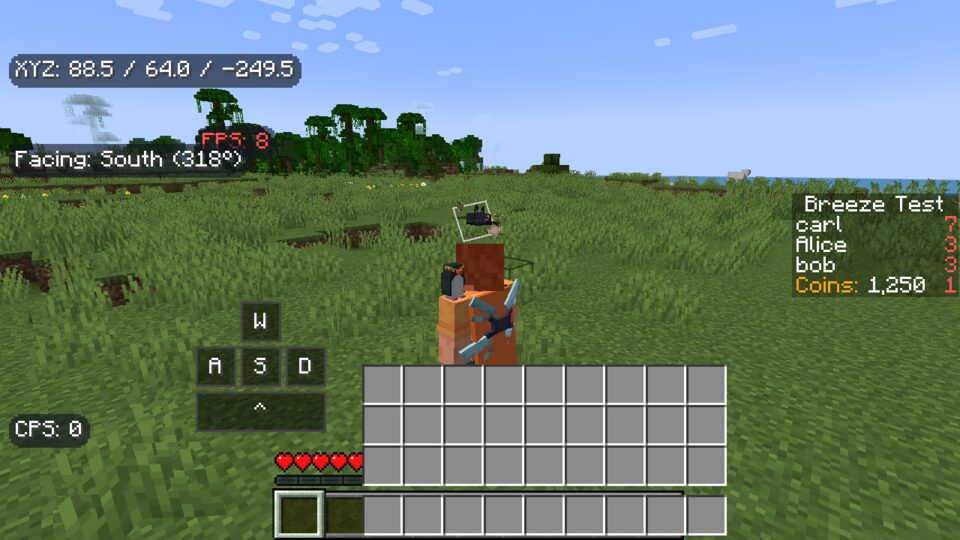 XYZ: 88.5 / 64.0 / -249.5
FPS: 8
Facing: South (318°)
Breeze Test
carl 7
Alice 3
bob 3
Coins: 1,250 1
W
A S D
^
CPS: 0